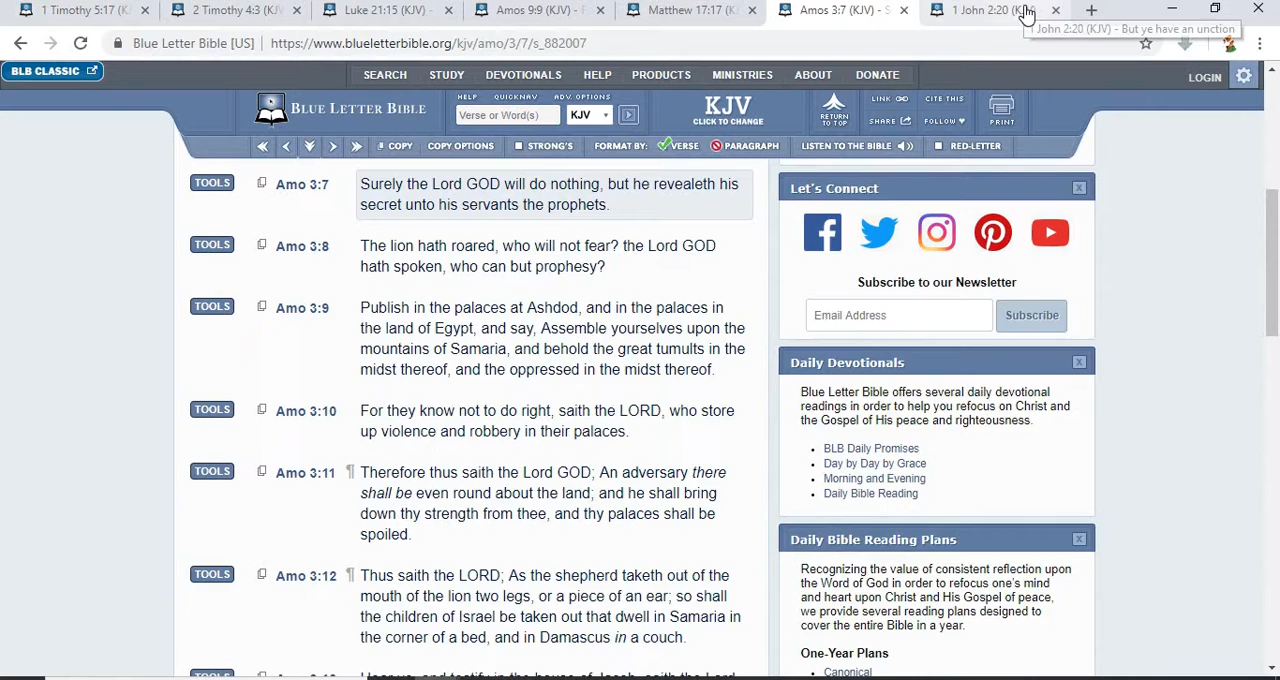 1 Timothy 5:17 (KJV)
2 Timothy 4:3 (KJV)
Luke 21:15 (KJV)
Amos 9:9 (KJV) - F
Matthew 17:17 (KJV)
Amos 3:7 (KJV) - S
1 John 2:20 (KJV)
1 John 2:20 (KJV) - But ye have an unction
Blue Letter Bible [US]
https://www.blueletterbible.org/kjv/amo/3/7/s_882007
BLB CLASSIC
SEARCH STUDY DEVOTIONALS HELP PRODUCTS MINISTRIES ABOUT DONATE
LOGIN
BLUE LETTER BIBLE
HELP QUICKNAV ADV. OPTIONS
Verse or Word(s) KJV
KJV
CLICK TO CHANGE
RETURN
TO TOP
LINK CITE THIS
SHARE FOLLOW
PRINT
COPY COPY OPTIONS STRONG'S FORMAT BY: VERSE PARAGRAPH LISTEN TO THE BIBLE RED-LETTER
TOOLS Amo 3:7 Surely the Lord GOD will do nothing, but he revealeth his
secret unto his servants the prophets.
TOOLS Amo 3:8 The lion hath roared, who will not fear? the Lord GOD
hath spoken, who can but prophesy?
TOOLS Amo 3:9 Publish in the palaces at Ashdod, and in the palaces in
the land of Egypt, and say, Assemble yourselves upon the
mountains of Samaria, and behold the great tumults in the
midst thereof, and the oppressed in the midst thereof.
TOOLS Amo 3:10 For they know not to do right, saith the LORD, who store
up violence and robbery in their palaces.
TOOLS Amo 3:11 ¶ Therefore thus saith the Lord GOD; An adversary there
shall be even round about the land; and he shall bring
down thy strength from thee, and thy palaces shall be
spoiled.
TOOLS Amo 3:12 ¶ Thus saith the LORD; As the shepherd taketh out of the
mouth of the lion two legs, or a piece of an ear; so shall
the children of Israel be taken out that dwell in Samaria in
the corner of a bed, and in Damascus in a couch.
Let's Connect
Subscribe to our Newsletter
Email Address Subscribe
Daily Devotionals
Blue Letter Bible offers several daily devotional
readings in order to help you refocus on Christ and
the Gospel of His peace and righteousness.
BLB Daily Promises
Day by Day by Grace
Morning and Evening
Daily Bible Reading
Daily Bible Reading Plans
Recognizing the value of consistent reflection upon
the Word of God in order to refocus one's mind
and heart upon Christ and His Gospel of peace,
we provide several reading plans designed to
cover the entire Bible in a year.
One-Year Plans
Canonical